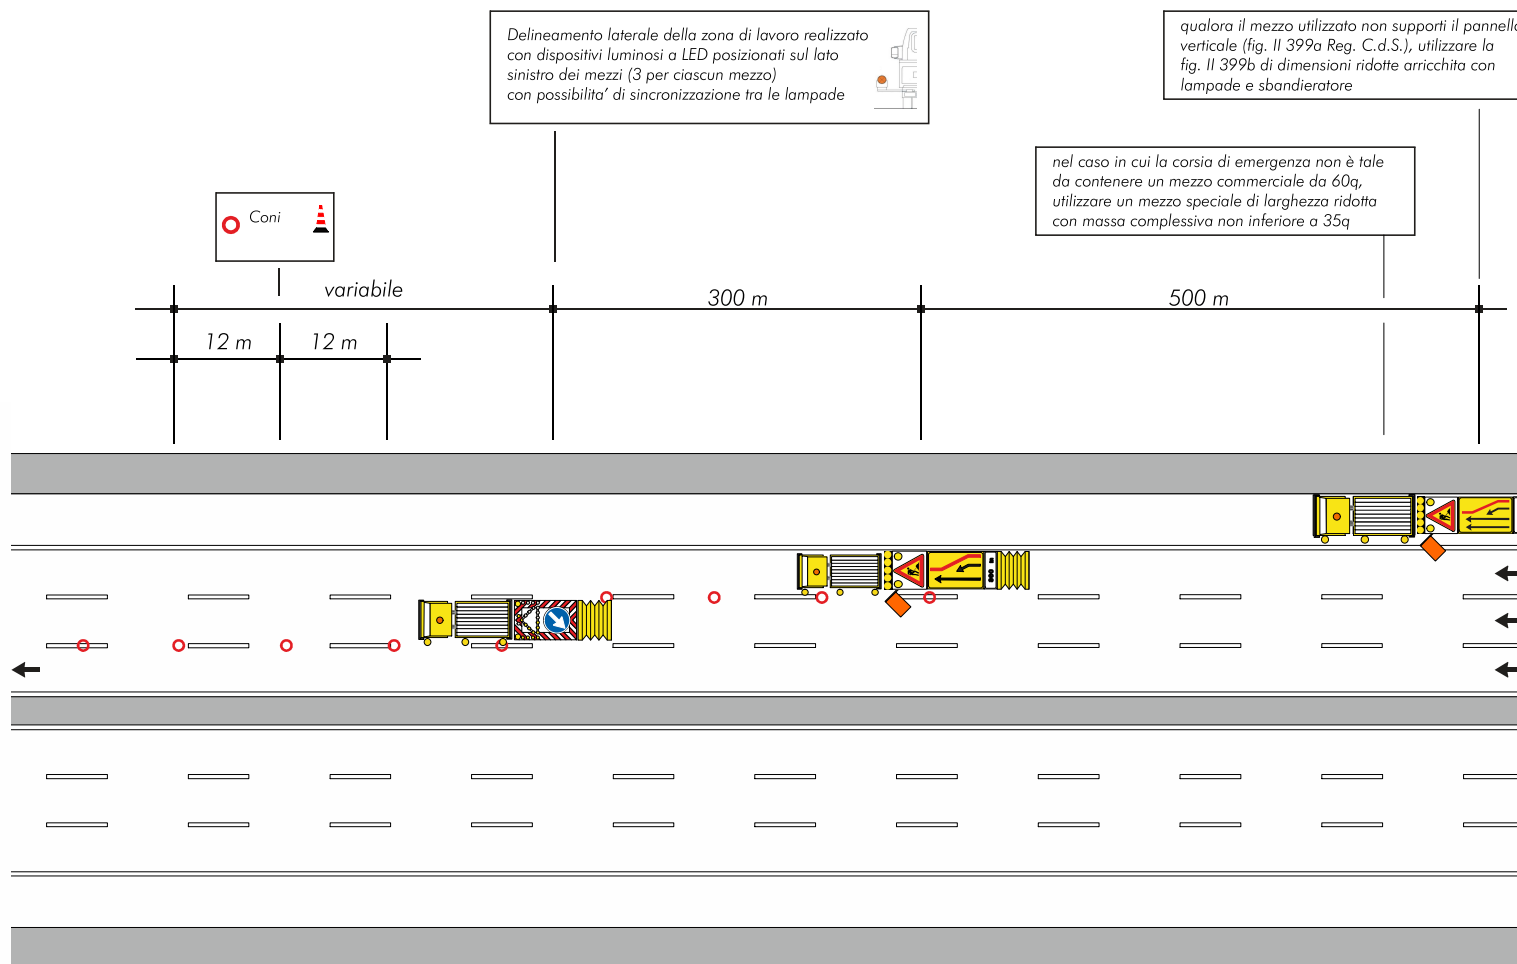 Delineamento laterale della zona di lavoro realizzato
con dispositivi luminosi a LED posizionati sul lato
sinistro dei mezzi (3 per ciascun mezzo)
con possibilita' di sincronizzazione tra le lampade
qualora il mezzo utilizzato non supporti il pannello
verticale (fig. II 399a Reg. C.d.S.), utilizzare la
fig. II 399b di dimensioni ridotte arricchita con
lampade e sbandieratore
nel caso in cui la corsia di emergenza non è tale
da contenere un mezzo commerciale da 60q,
utilizzare un mezzo speciale di larghezza ridotta
con massa complessiva non inferiore a 35q
Coni
variabile
300 m
500 m
12 m
12 m